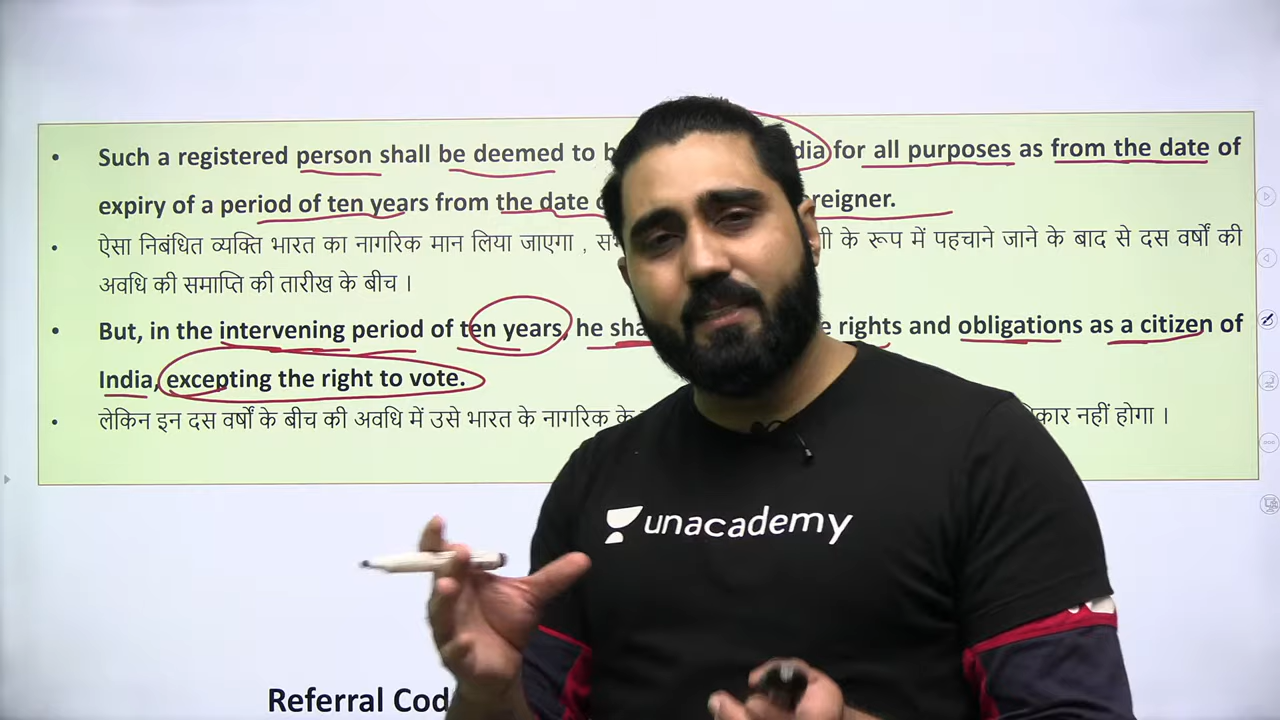 Such a registered person shall be deemed to dia for all purposes as from the date of
expiry of a period of ten years from the date reigner.
ऐसा निबंधित व्यक्ति भारत का नागरिक मान लिया जाएगा , के रूप में पहचाने जाने के बाद से दस वर्षों की
अवधि की समाप्ति की तारीख के बीच ।
But, in the intervening period of ten years, he rights and obligations as a citizen of
India, excepting the right to vote.
लेकिन इन दस वर्षों के बीच की अवधि में उसे भारत के नागरिक के नहीं होगा ।
unacademy
Referral Cod